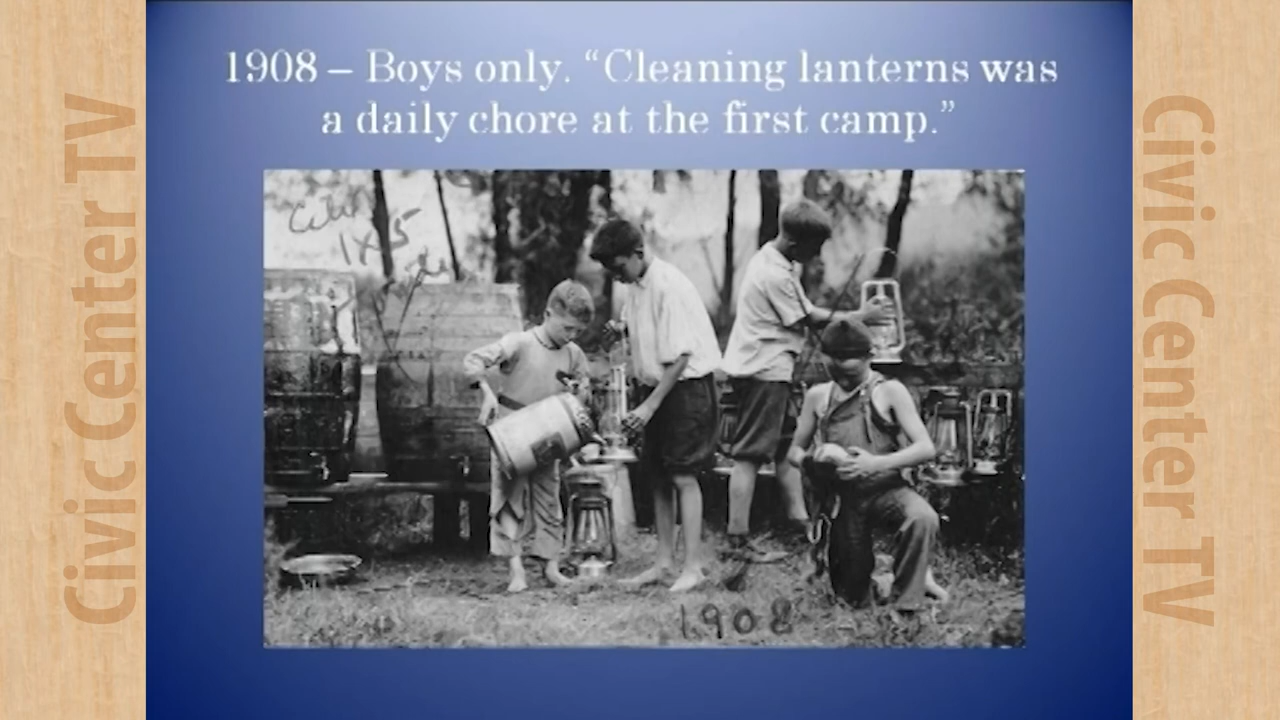 1908 – Boys only. “Cleaning lanterns was
a daily chore at the first camp.”
Civic Center TV
Civic Center TV
1X5
1908